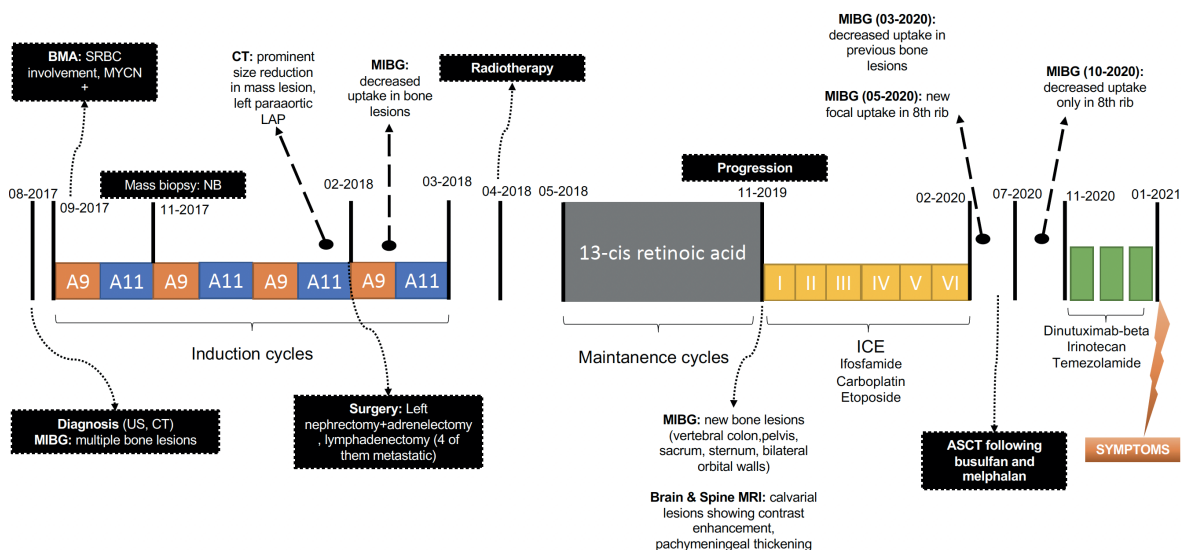 BMA: SRBC
involvement, MYCN
+
CT: prominent
size reduction
in mass lesion,
left paraaortic
LAP
MIBG:
decreased
uptake in bone
lesions
Radiotherapy
MIBG (03-2020):
decreased uptake in
previous bone
lesions
MIBG (05-2020): new
focal uptake in 8th rib
MIBG (10-2020):
decreased uptake
only in 8th rib
Mass biopsy: NB
Progression
08-2017
09-2017
11-2017
02-2018
03-2018
04-2018
05-2018
11-2019
02-2020
07-2020
11-2020
01-2021
A9
A11
A9
A11
A9
A11
A9
A11
13-cis retinoic acid
I
II
III
IV
V
VI
Induction cycles
Maintanence cycles
ICE
Ifosfamide
Carboplatin
Etoposide
Dinutuximab-beta
Irinotecan
Temezolamide
Diagnosis (US, CT)
MIBG: multiple bone lesions
Surgery: Left
nephrectomy+adrenelectomy
, lymphadenectomy (4 of
them metastatic)
MIBG: new bone lesions
(vertebral colon,pelvis,
sacrum, sternum, bilateral
orbital walls)
Brain & Spine MRI: calvarial
lesions showing contrast
enhancement,
pachymeningeal thickening
ASCT following
busulfan and
melphalan
SYMPTOMS